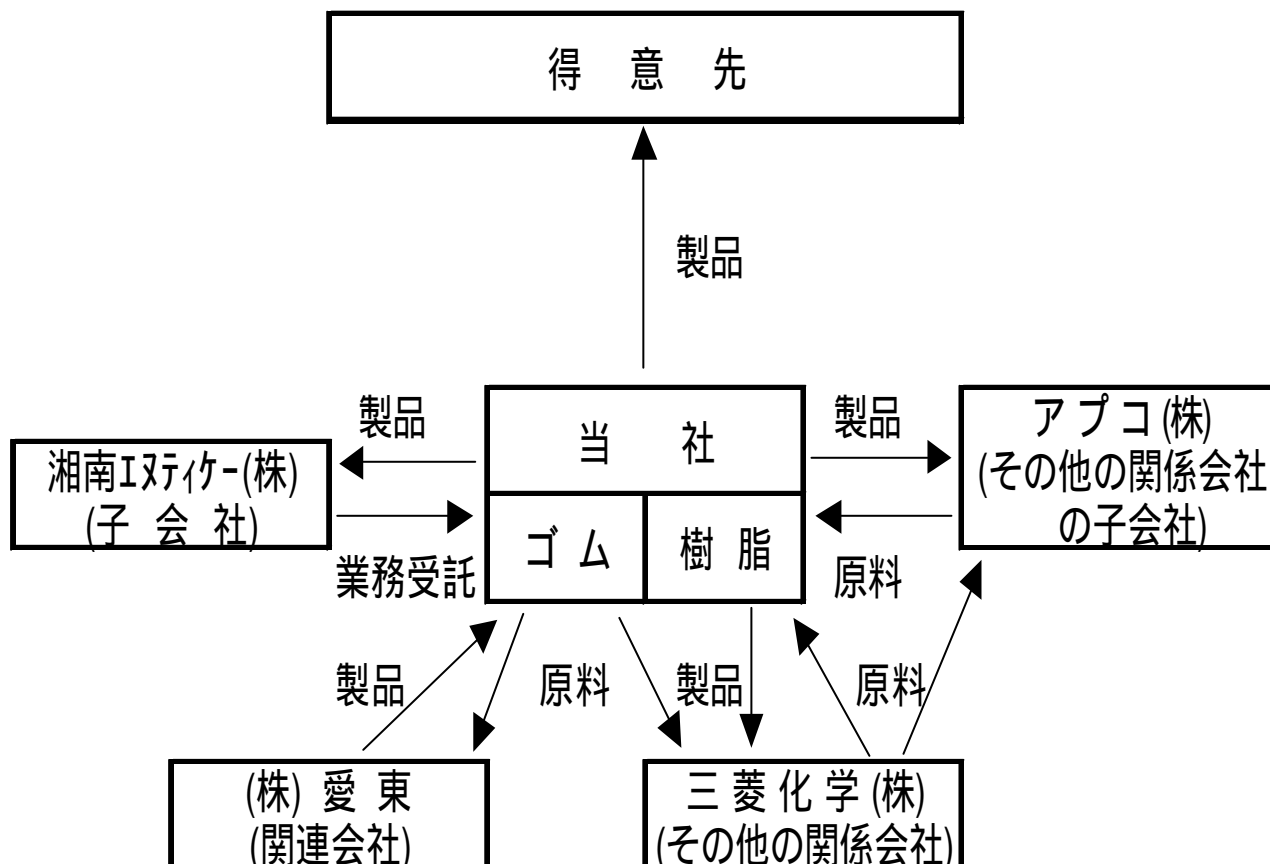 得 意 先
製品
製品
当 社
製品
アプコ(株)
(その他の関係会社
の子会社)
湘南エヌティケー(株)
(子 会 社)
ゴム
樹 脂
業務受託
原料
製品
原料
製品
原料
(株) 愛 東
(関連会社)
三 菱 化 学 (株)
(その他の関係会社)